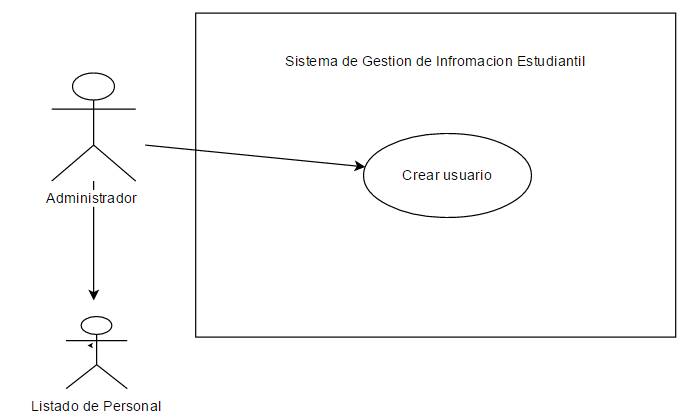 Sistema de Gestion de Infromacion Estudiantil
Crear usuario
Administrador
Listado de Personal